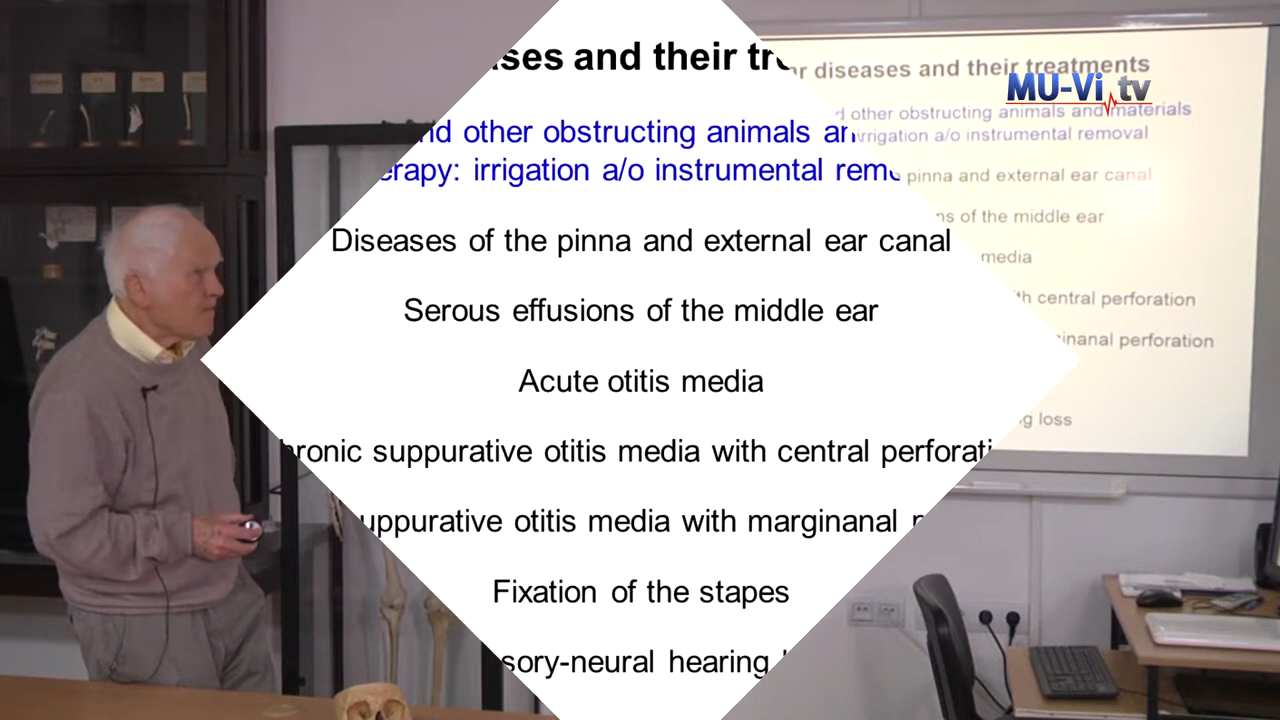 ases and their tre
nd other obstructing animals an
erapy: irrigation a/o instrumental remo
Diseases of the pinna and external ear canal
Serous effusions of the middle ear
Acute otitis media
hronic suppurative otitis media with central perforati
uppurative otitis media with marginanal
Fixation of the stapes
sory-neural hearing
ar diseases and their treatments
MU-Vi.tv
d other obstructing animals and materials
irrigation a/o instrumental removal
pinna and external ear canal
ns of the middle ear
media
th central perforation
inanal perforation
g loss